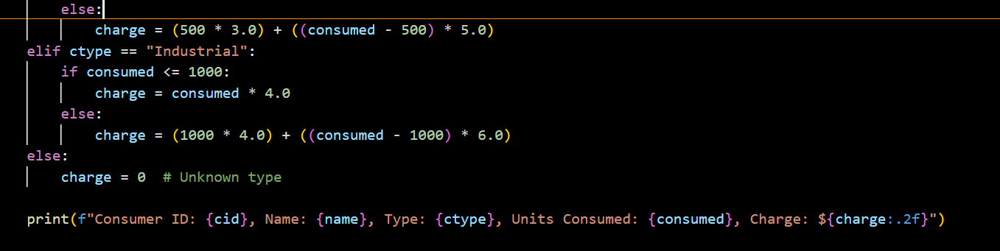 else:
charge = (500 * 3.0) + ((consumed - 500) * 5.0)
elif ctype == "Industrial":
if consumed <= 1000:
charge = consumed * 4.0
else:
charge = (1000 * 4.0) + ((consumed - 1000) * 6.0)
else:
charge = 0  # Unknown type
print(f"Consumer ID: {cid}, Name: {name}, Type: {ctype}, Units Consumed: {consumed}, Charge: ${charge:.2f}")